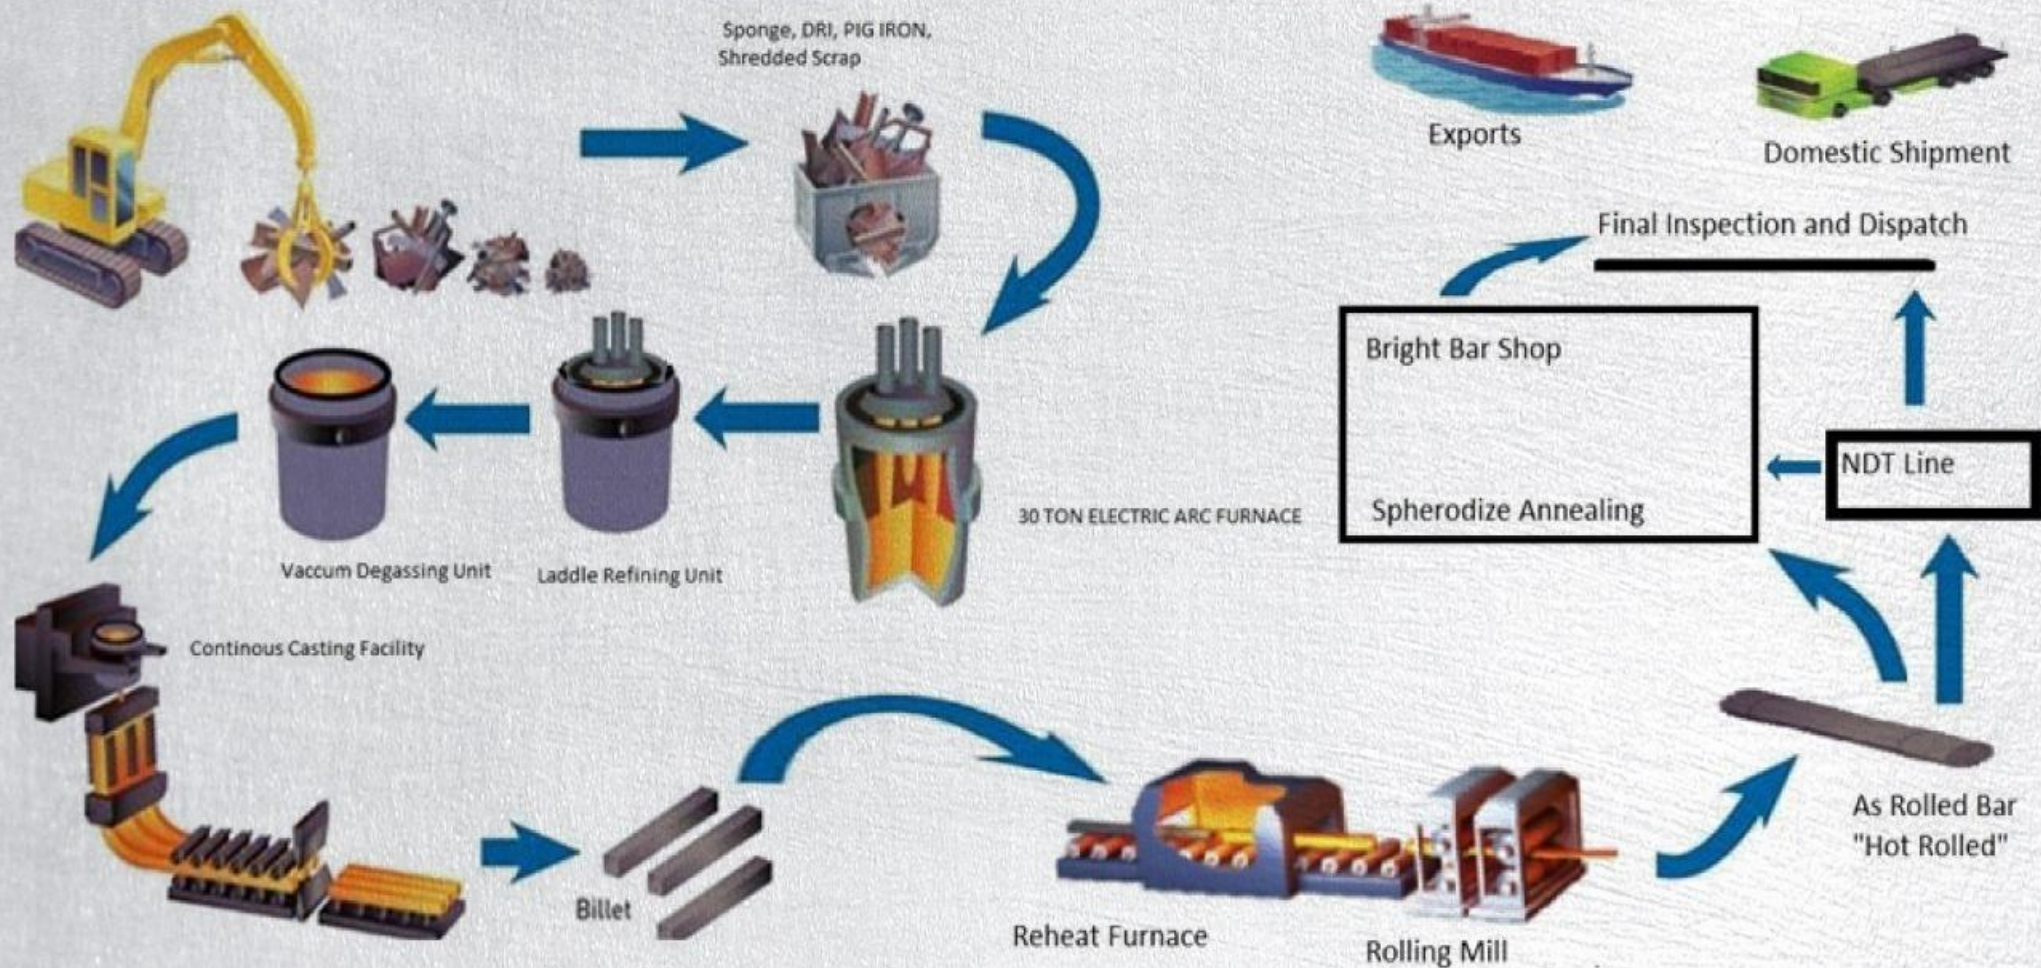 Sponge, DRI, PIG IRON,
Shredded Scrap
Exports
Domestic Shipment
Final Inspection and Dispatch
Bright Bar Shop
NDT Line
Spherodize Annealing
30 TON ELECTRIC ARC FURNACE
Vaccum Degassing Unit
Laddle Refining Unit
Continous Casting Facility
As Rolled Bar
"Hot Rolled"
Billet
Reheat Furnace
Rolling Mill